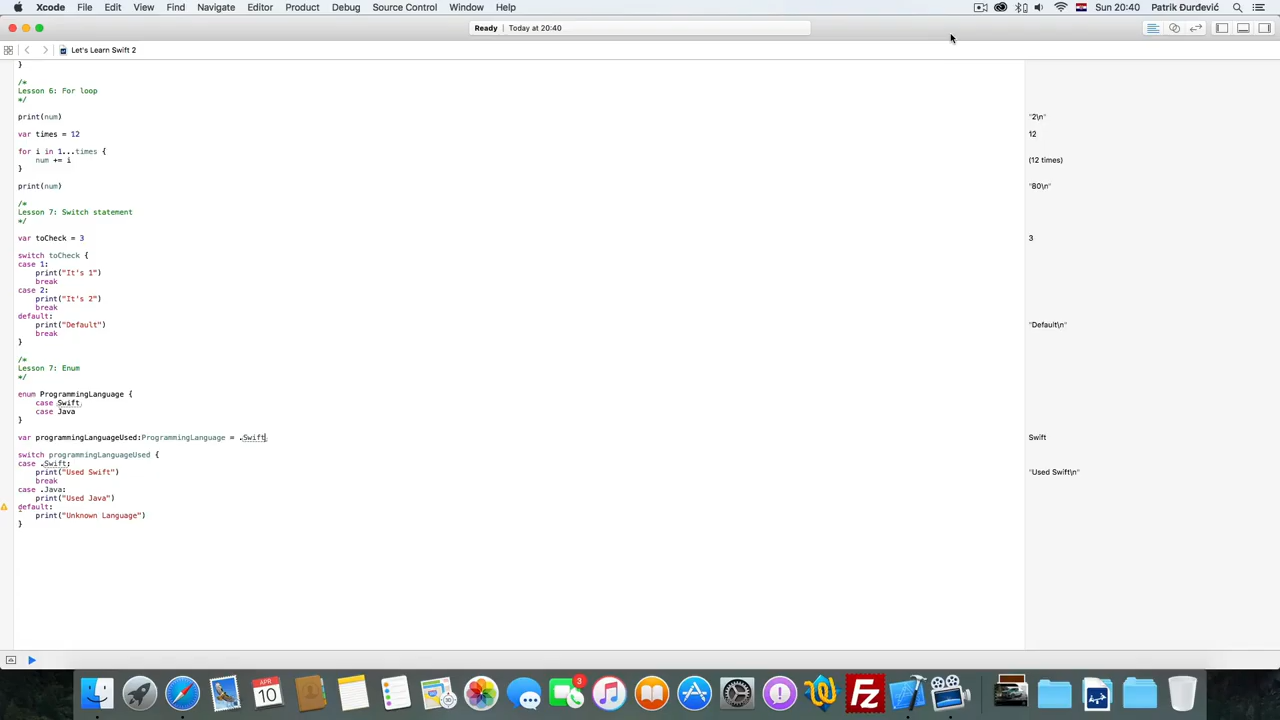 Xcode File Edit View Find Navigate Editor Product Debug Source Control Window Help Sun 20:40 Patrik Đurđević
Ready | Today at 20:40
Let's Learn Swift 2
}
/*
Lesson 6: For loop
*/
print(num) "2\n"
var times = 12 12
for i in 1...times {
num += i (12 times)
}
print(num) "80\n"
/*
Lesson 7: Switch statement
*/
var toCheck = 3 3
switch toCheck {
case 1:
print("It's 1")
break
case 2:
print("It's 2")
break
default:
print("Default") "Default\n"
break
}
/*
Lesson 7: Enum
*/
enum ProgrammingLanguage {
case Swift
case Java
}
var programmingLanguageUsed:ProgrammingLanguage = .Swift Swift
switch programmingLanguageUsed {
case .Swift:
print("Used Swift") "Used Swift\n"
break
case .Java:
print("Used Java")
default:
print("Unknown Language")
}
3
APR
10
Fz